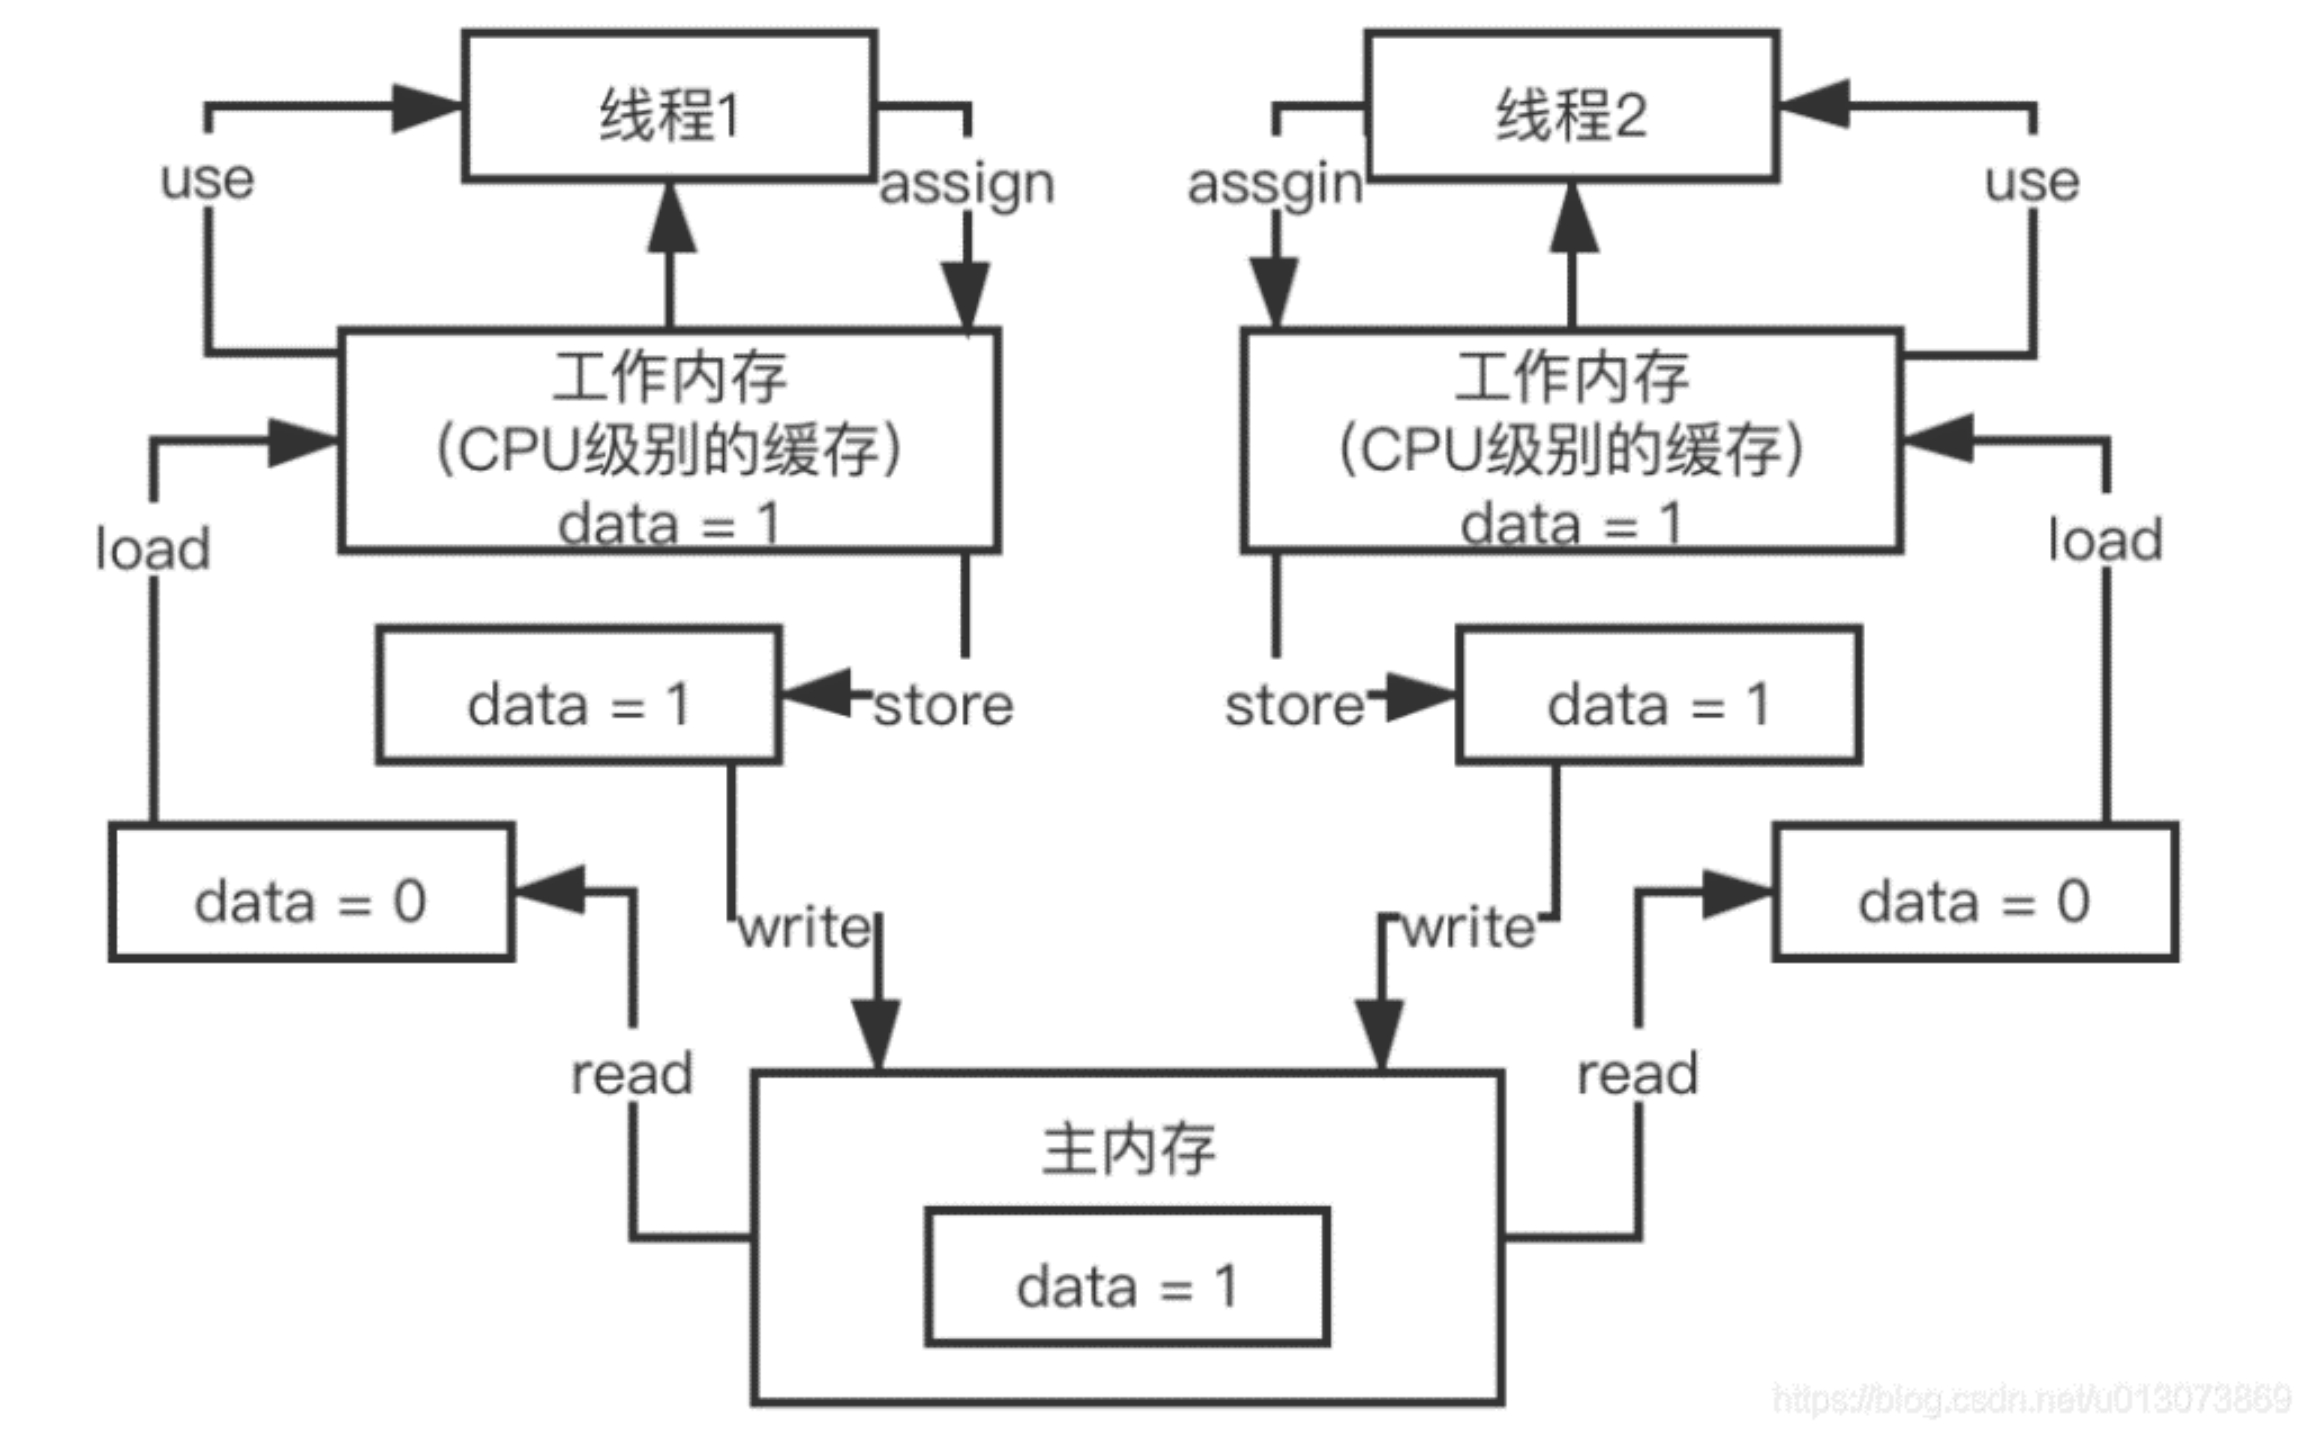 线程1
线程2
use
assign
assgin
use
工作内存
(CPU级别的缓存)
data = 1
工作内存
(CPU级别的缓存)
data = 1
load
load
data = 1
store
store
data = 1
data = 0
write
write
data = 0
read
read
主内存
data = 1
https://blog.csdn.net/u013073869